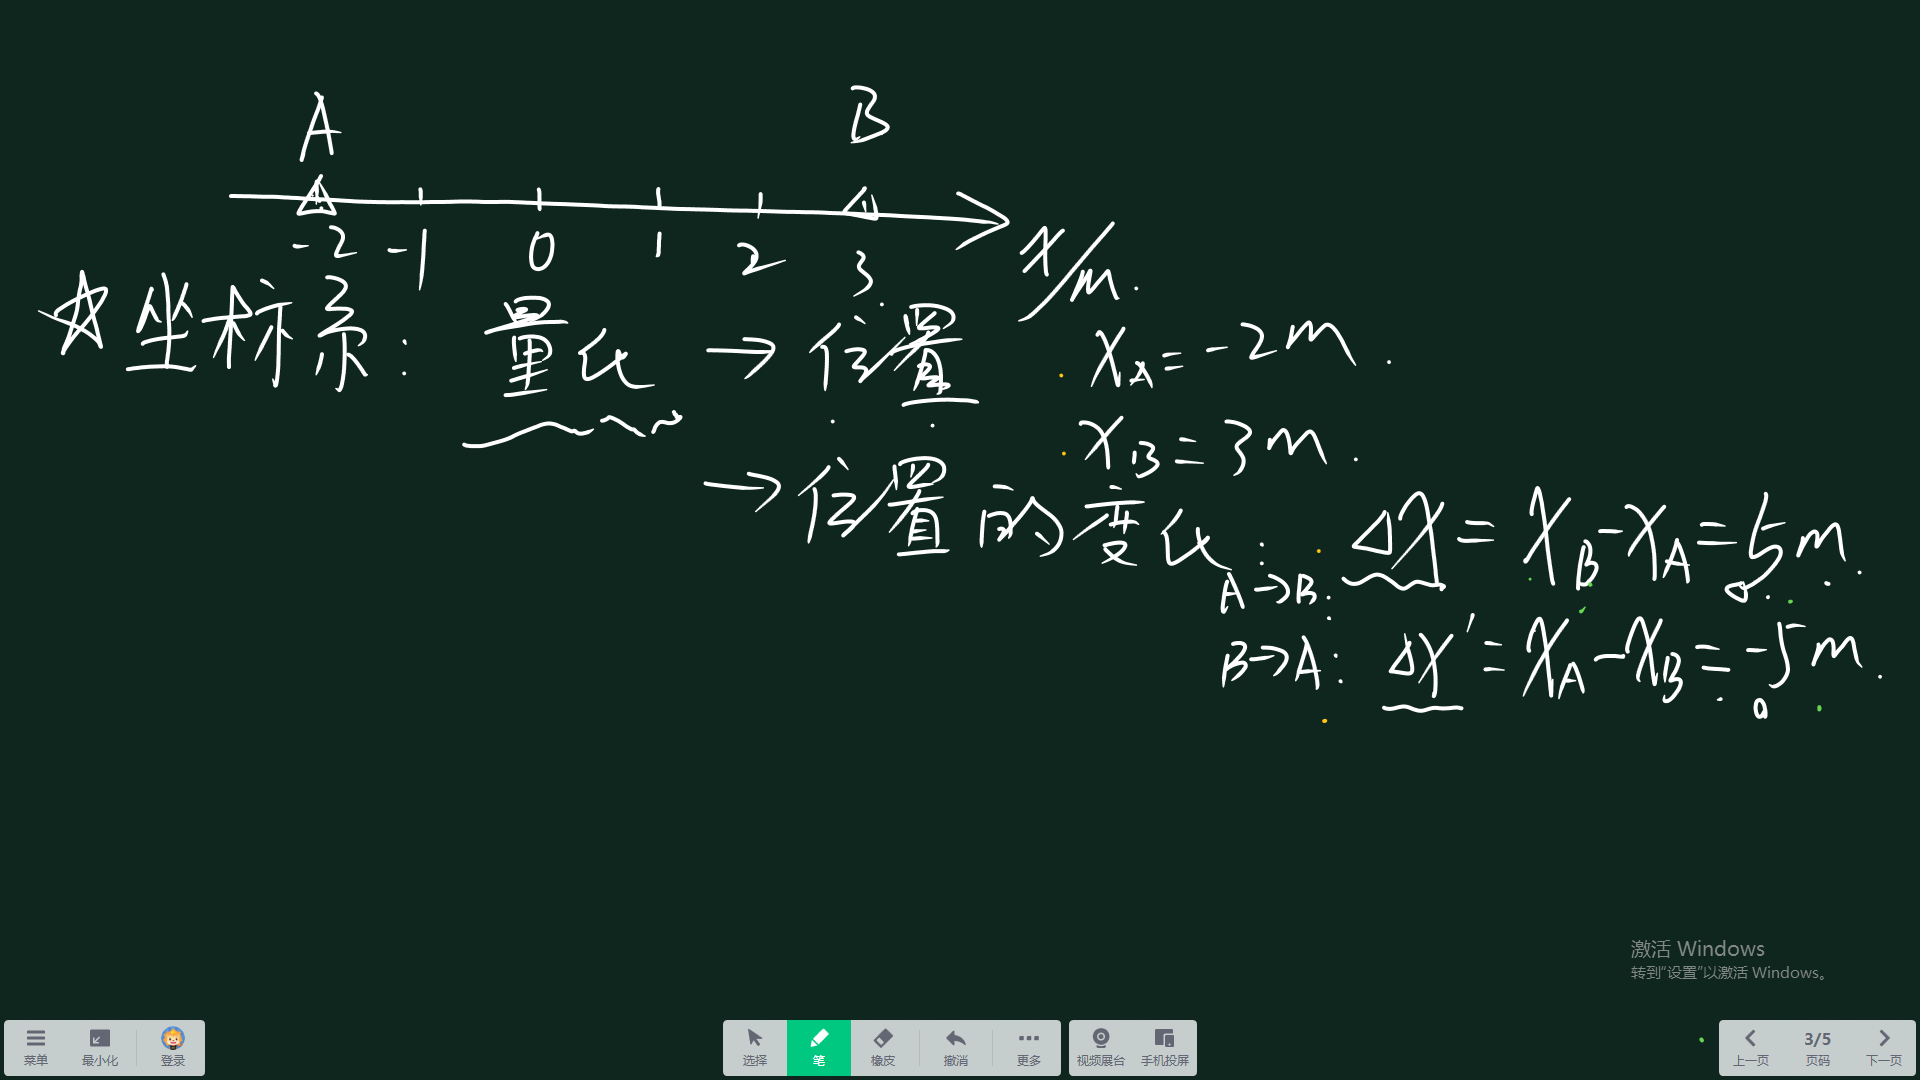 A B
-2 -1 0 1 2 3 x/m
☆坐标系: 量化 → 位置 x_A = -2m.
x_B = 3m.
→ 位置的变化:
A→B: Δx = x_B - x_A = 5m.
B→A: Δx' = x_A - x_B = -5m.
激活 Windows
转到“设置”以激活 Windows。
菜单 最小化 登录 选择 笔 橡皮 撤消 更多 视频展台 手机投屏 上一页 3/5 页码 下一页